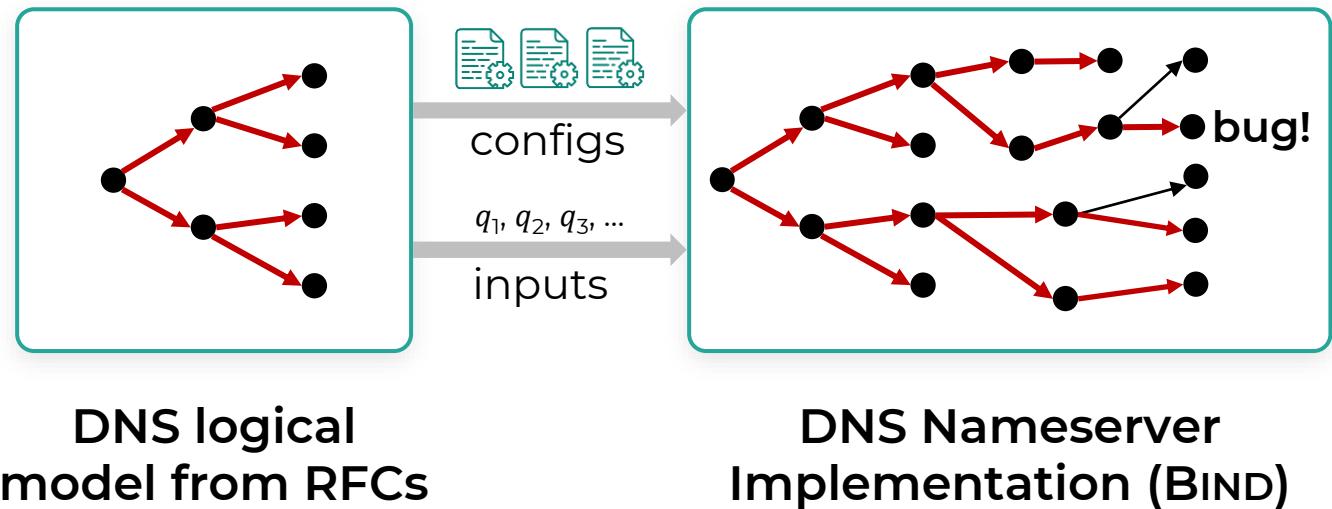 configs
bug!
q₁, q₂, q₃, ...
inputs
DNS logical
model from RFCs
DNS Nameserver
Implementation (BIND)